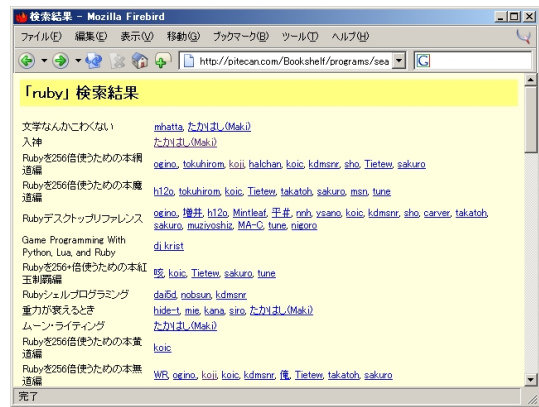 検索結果 - Mozilla Firebird
ファイル(F) 編集(E) 表示(V) 移動(G) ブックマーク(B) ツール(T) ヘルプ(H)
http://pitecan.com/Bookshelf/programs/sea
「ruby」検索結果
文学なんかこわくない mhatta, たかはし(Maki)
入神 たかはし(Maki)
Rubyを256倍使うための本網 ogino, tokuhirom, koji, halchan, koic, kdmsnr, sho, Tietew, sakuro
道編
Rubyを256倍使うための本魔 h12o, tokuhirom, koic, Tietew, takatoh, sakuro, msn, tune
道編
Rubyデスクトップリファレンス ogino, 増井, h12o, Mintleaf, 平井, nnh, ysano, koic, kdmsnr, sho, carver, takatoh,
sakuro, muziyoshiz, MA-C, tune, nigoro
Game Programming With
Python, Lua, and Ruby dj krist
Rubyを256+倍使うための本紅
玉制覇編 咳, koic, Tietew, sakuro, tune
Rubyシェルプログラミング dai5d, nobsun, kdmsnr
重力が衰えるとき hide-t, mie, kana, siro, たかはし(Maki)
ムーン・ライティング たかはし(Maki)
Rubyを256倍使うための本黄
道編 koic
Rubyを256倍使うための本無
道編 WR, ogino, koji, koic, kdmsnr, 俺, Tietew, takatoh, sakuro
完了